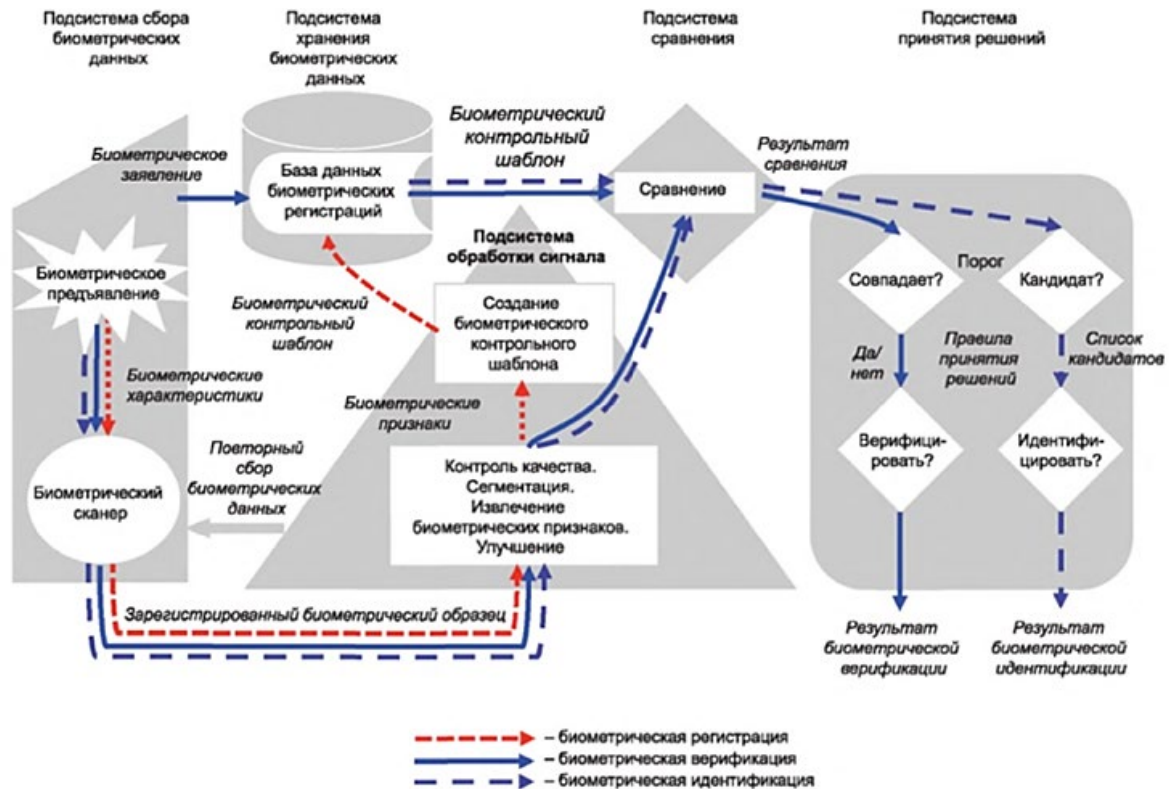 Подсистема сбора
биометрических
данных
Подсистема
хранения
биометрических
данных
Подсистема
сравнения
Подсистема
принятия решений
Биометрическое
заявление
База данных
биометрических
регистраций
Биометрический
контрольный
шаблон
Сравнение
Результат
сравнения
Биометрическое
предъявление
Биометрические
характеристики
Биометрический
сканер
Повторный
сбор
биометрических
данных
Биометрический
контрольный
шаблон
Подсистема
обработки сигнала
Создание
биометрического
контрольного
шаблона
Биометрические
признаки
Контроль качества.
Сегментация.
Извлечение
биометрических признаков.
Улучшение
Зарегистрированный биометрический образец
Совпадает?
Порог
Кандидат?
Да/
нет
Правила
принятия
решений
Список
кандидатов
Верифици-
ровать?
Идентифи-
цировать?
Результат
биометрической
верификации
Результат
биометрической
идентификации
– биометрическая регистрация
– биометрическая верификация
– биометрическая идентификация